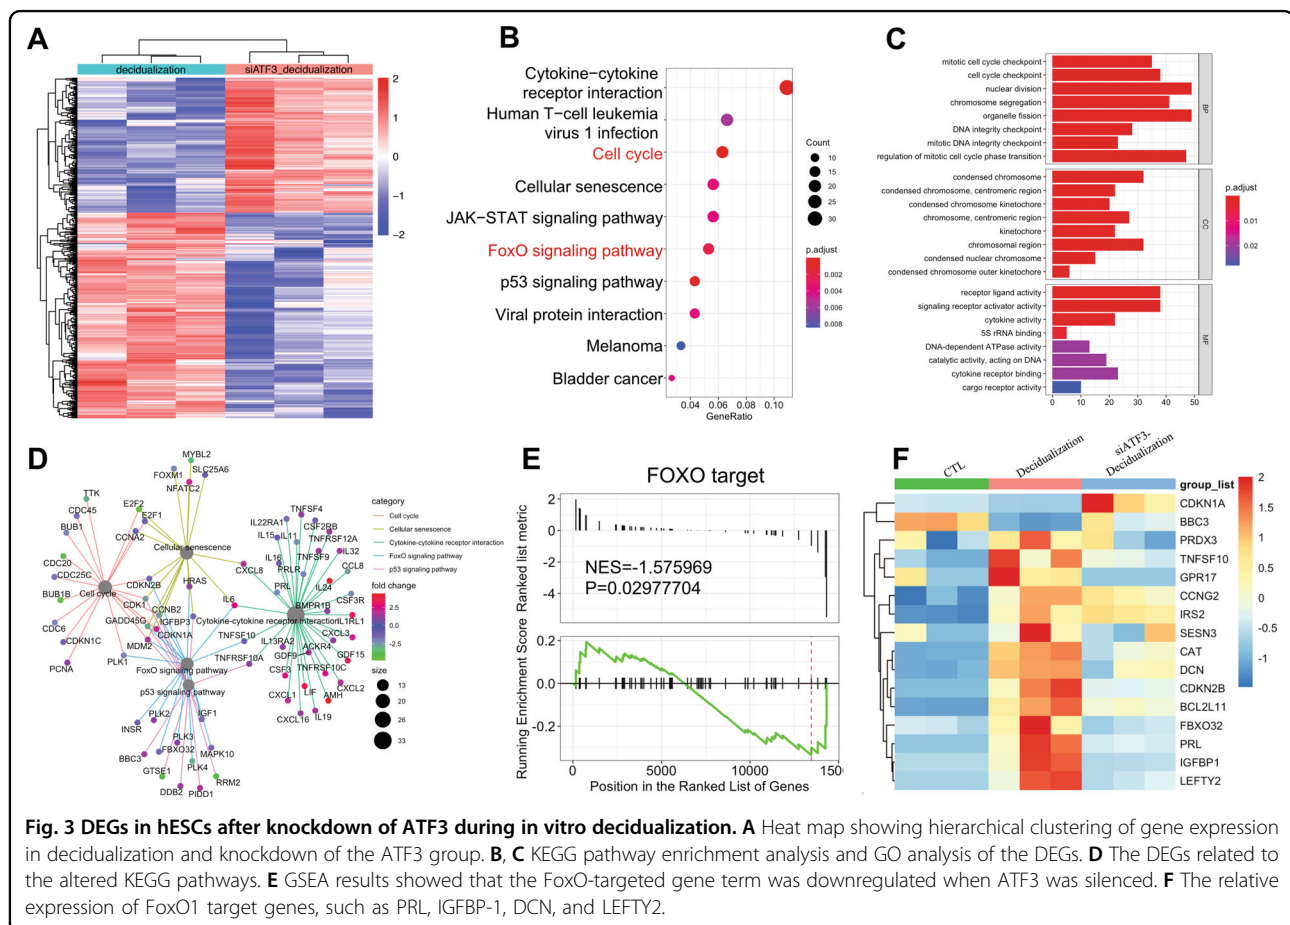 A
decidualization
siATF3_decidualization
2
1
0
−1
−2
B
Cytokine−cytokine
receptor interaction
Human T−cell leukemia
virus 1 infection
Cell cycle
Cellular senescence
JAK−STAT signaling pathway
FoxO signaling pathway
p53 signaling pathway
Viral protein interaction
Melanoma
Bladder cancer
0.04 0.06 0.08 0.10
GeneRatio
Count
10
15
20
25
30
p.adjust
0.002
0.004
0.006
0.008
C
mitotic cell cycle checkpoint
cell cycle checkpoint
nuclear division
chromosome segregation
organelle fission
DNA integrity checkpoint
mitotic DNA integrity checkpoint
regulation of mitotic cell cycle phase transition
BP
condensed chromosome
condensed chromosome, centromeric region
condensed chromosome kinetochore
chromosome, centromeric region
kinetochore
chromosomal region
condensed nuclear chromosome
condensed chromosome outer kinetochore
CC
receptor ligand activity
signaling receptor activator activity
cytokine activity
5S rRNA binding
DNA-dependent ATPase activity
catalytic activity, acting on DNA
cytokine receptor binding
cargo receptor activity
MF
0 10 20 30 40 50
p.adjust
0.01
0.02
D
MYBL2
FOXM1
SLC25A6
NFATC2
TTK
E2F2
CDC45
E2F1
BUB1
CCNA2
Cellular senescence
CDC20
CDC25C
CDKN2B
HRAS
CXCL8
BUB1B
Cell cycle
CDK1
CCNB2
IL6
GADD45G
IGFBP3
CDC6
CDKN1A
CDKN1C
MDM2
TNFSF10
PCNA
PLK1
TNFRSF10A
FoxO signaling pathway
p53 signaling pathway
PLK2
IGF1
INSR
PLK3
FBXO32
MAPK10
BBC3
GTSE1
PLK4
RRM2
DDB2
PIDD1
TNFSF4
IL22RA1
CSF2RB
IL15
IL11
TNFRSF12A
IL16
TNFSF9
IL32
PRLR
CCL8
PRL
IL24
CSF3R
BMPR1B
Cytokine-cytokine receptor interaction
IL1RL1
IL13RA2
ACKR4
CXCL3
GDF9
GDF15
CSF3
TNFRSF10C
CXCL2
CXCL1
LIF
AMH
CXCL16
IL19
category
Cell cycle
Cellular senescence
Cytokine-cytokine receptor interaction
FoxO signaling pathway
p53 signaling pathway
fold change
2.5
0.0
-2.5
size
13
20
26
33
E
FOXO target
Ranked list metric
2
0
-2
-4
NES=-1.575969
P=0.02977704
Running Enrichment Score
0.2
0.0
-0.2
0 5000 10000 1500
Position in the Ranked List of Genes
F
CTL
Decidualization
siATF3-
Decidualization
group_list
CDKN1A
BBC3
PRDX3
TNFSF10
GPR17
CCNG2
IRS2
SESN3
CAT
DCN
CDKN2B
BCL2L11
FBXO32
PRL
IGFBP1
LEFTY2
2
1.5
1
0.5
0
−0.5
−1
−1.5
Fig. 3 DEGs in hESCs after knockdown of ATF3 during in vitro decidualization. A Heat map showing hierarchical clustering of gene expression
in decidualization and knockdown of the ATF3 group. B, C KEGG pathway enrichment analysis and GO analysis of the DEGs. D The DEGs related to
the altered KEGG pathways. E GSEA results showed that the FoxO-targeted gene term was downregulated when ATF3 was silenced. F The relative
expression of FoxO1 target genes, such as PRL, IGFBP-1, DCN, and LEFTY2.